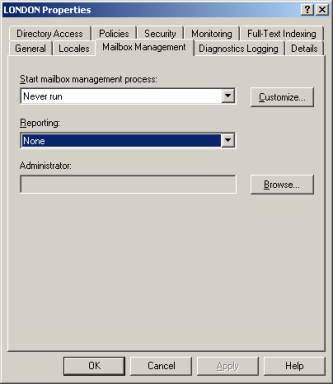 LONDON Properties
Directory Access Policies Security Monitoring Full-Text Indexing
General Locales Mailbox Management Diagnostics Logging Details
Start mailbox management process:
Never run Customize...
Reporting:
None
Administrator:
Browse...
OK Cancel Apply Help